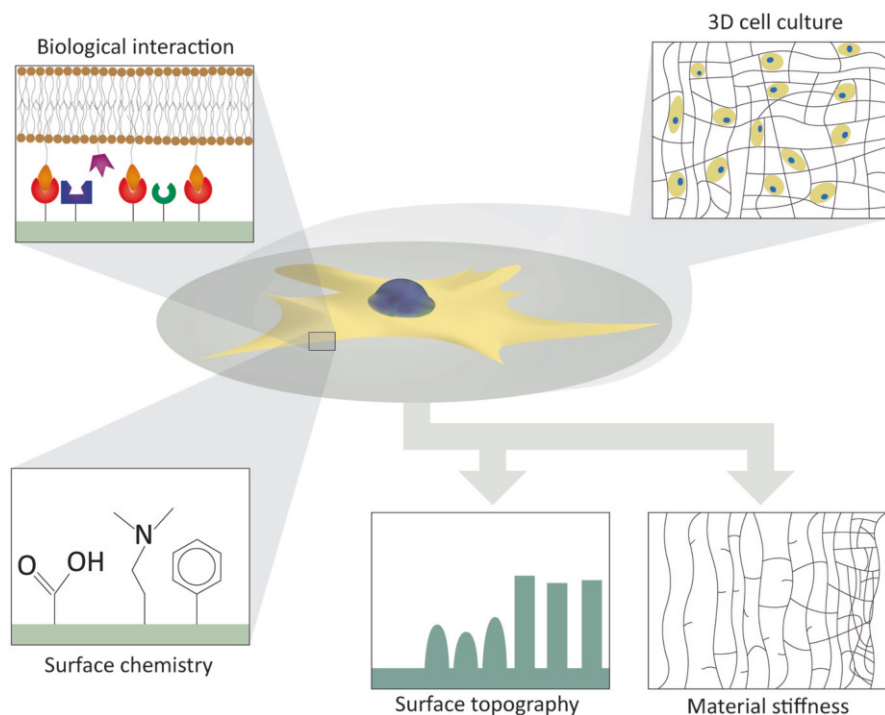 Biological interaction
3D cell culture
O
OH
N
Surface chemistry
Surface topography
Material stiffness